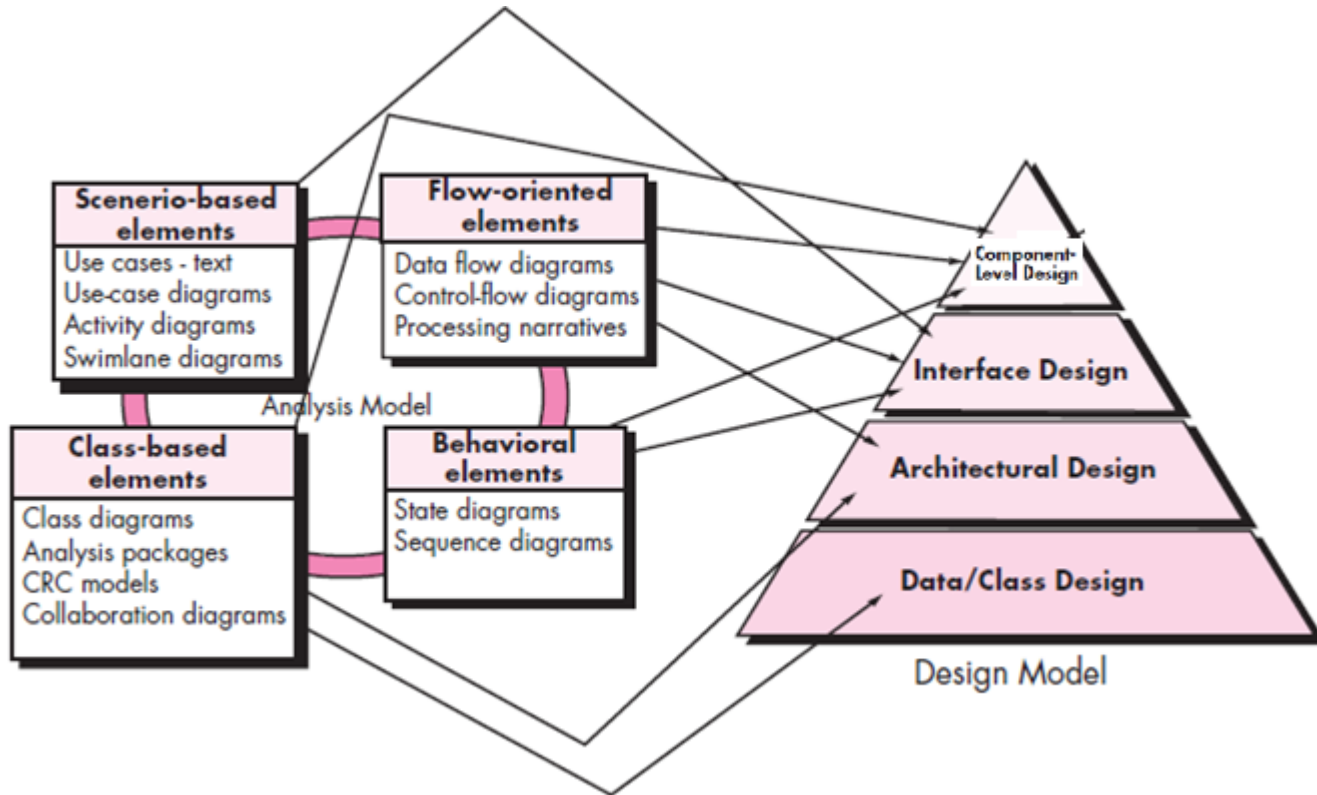 Scenerio-based
elements
Use cases - text
Use-case diagrams
Activity diagrams
Swimlane diagrams
Flow-oriented
elements
Data flow diagrams
Control-flow diagrams
Processing narratives
Analysis Model
Class-based
elements
Class diagrams
Analysis packages
CRC models
Collaboration diagrams
Behavioral
elements
State diagrams
Sequence diagrams
Component-
Level Design
Interface Design
Architectural Design
Data/Class Design
Design Model